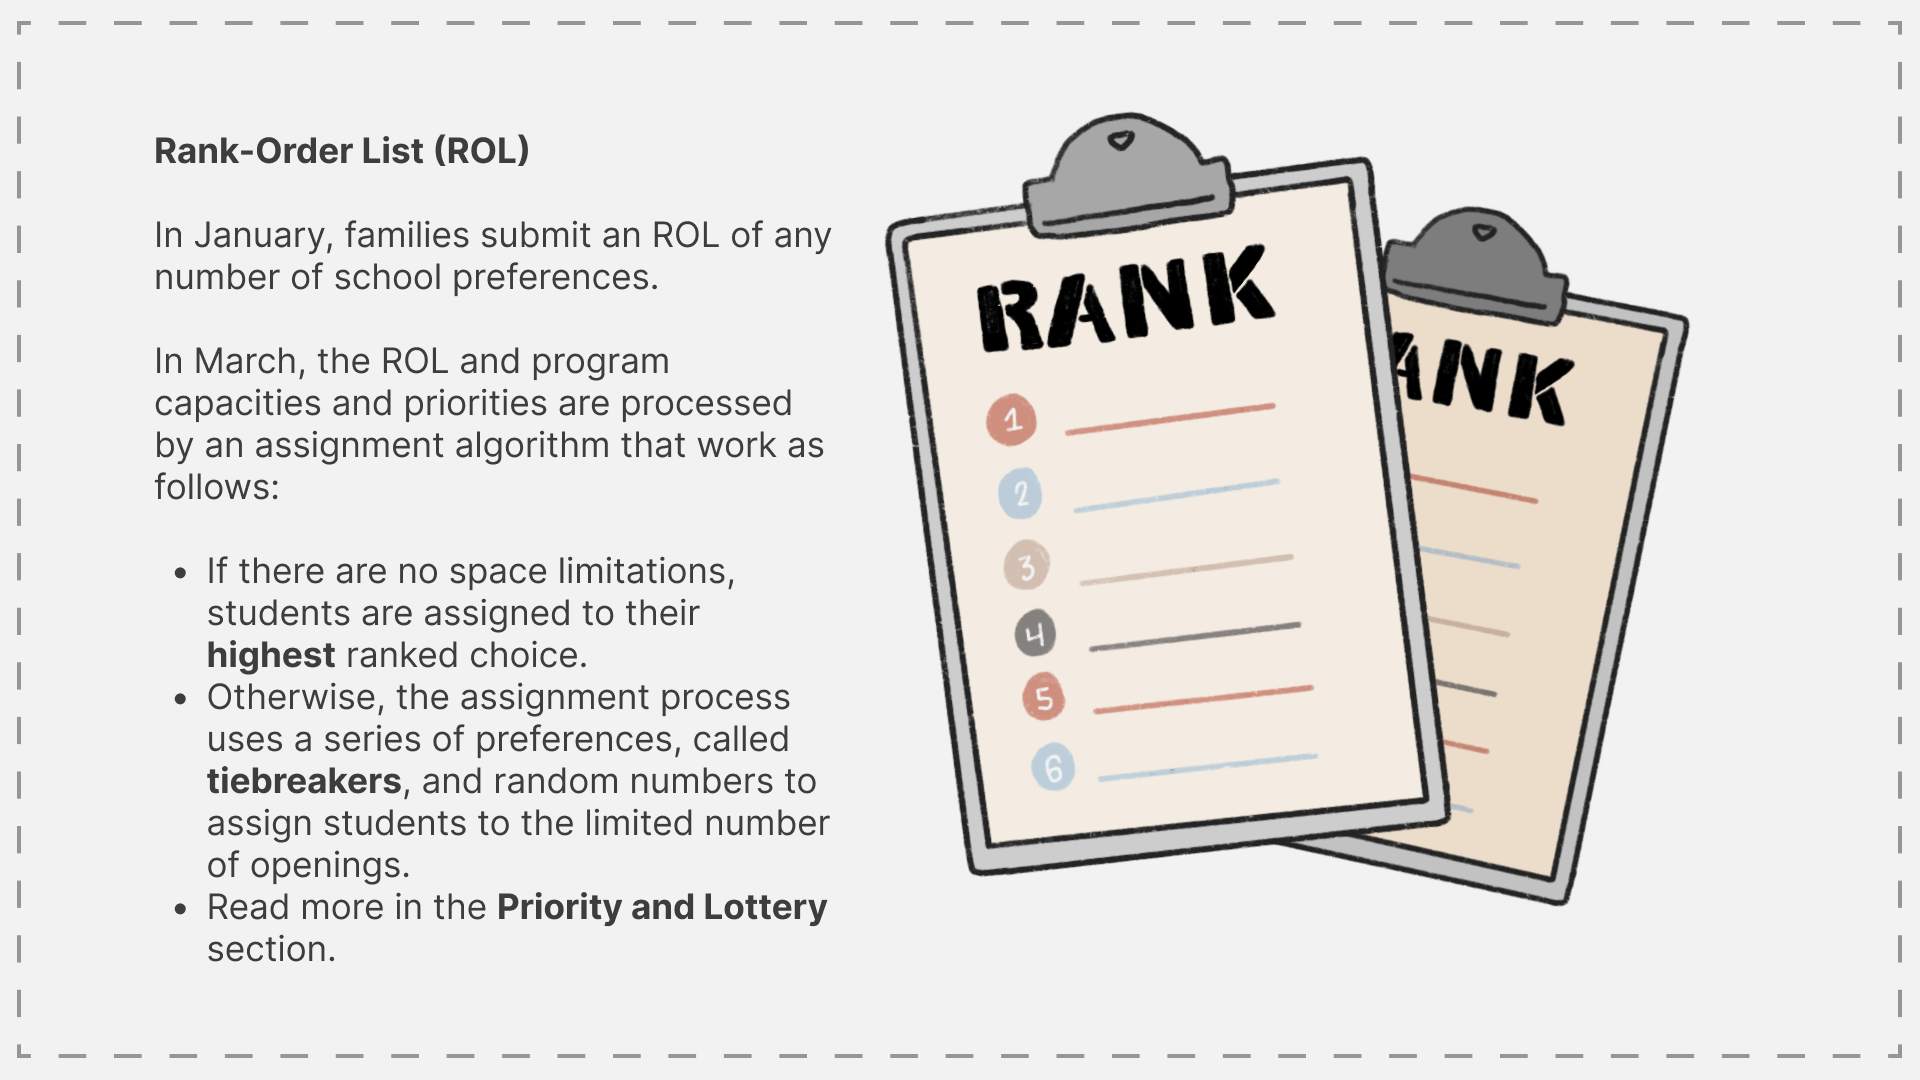 Rank-Order List (ROL)
In January, families submit an ROL of any
number of school preferences.
In March, the ROL and program
capacities and priorities are processed
by an assignment algorithm that work as
follows:
• If there are no space limitations,
students are assigned to their
highest ranked choice.
• Otherwise, the assignment process
uses a series of preferences, called
tiebreakers, and random numbers to
assign students to the limited number
of openings.
• Read more in the Priority and Lottery
section.
RANK
1
2
3
4
5
6
ANK